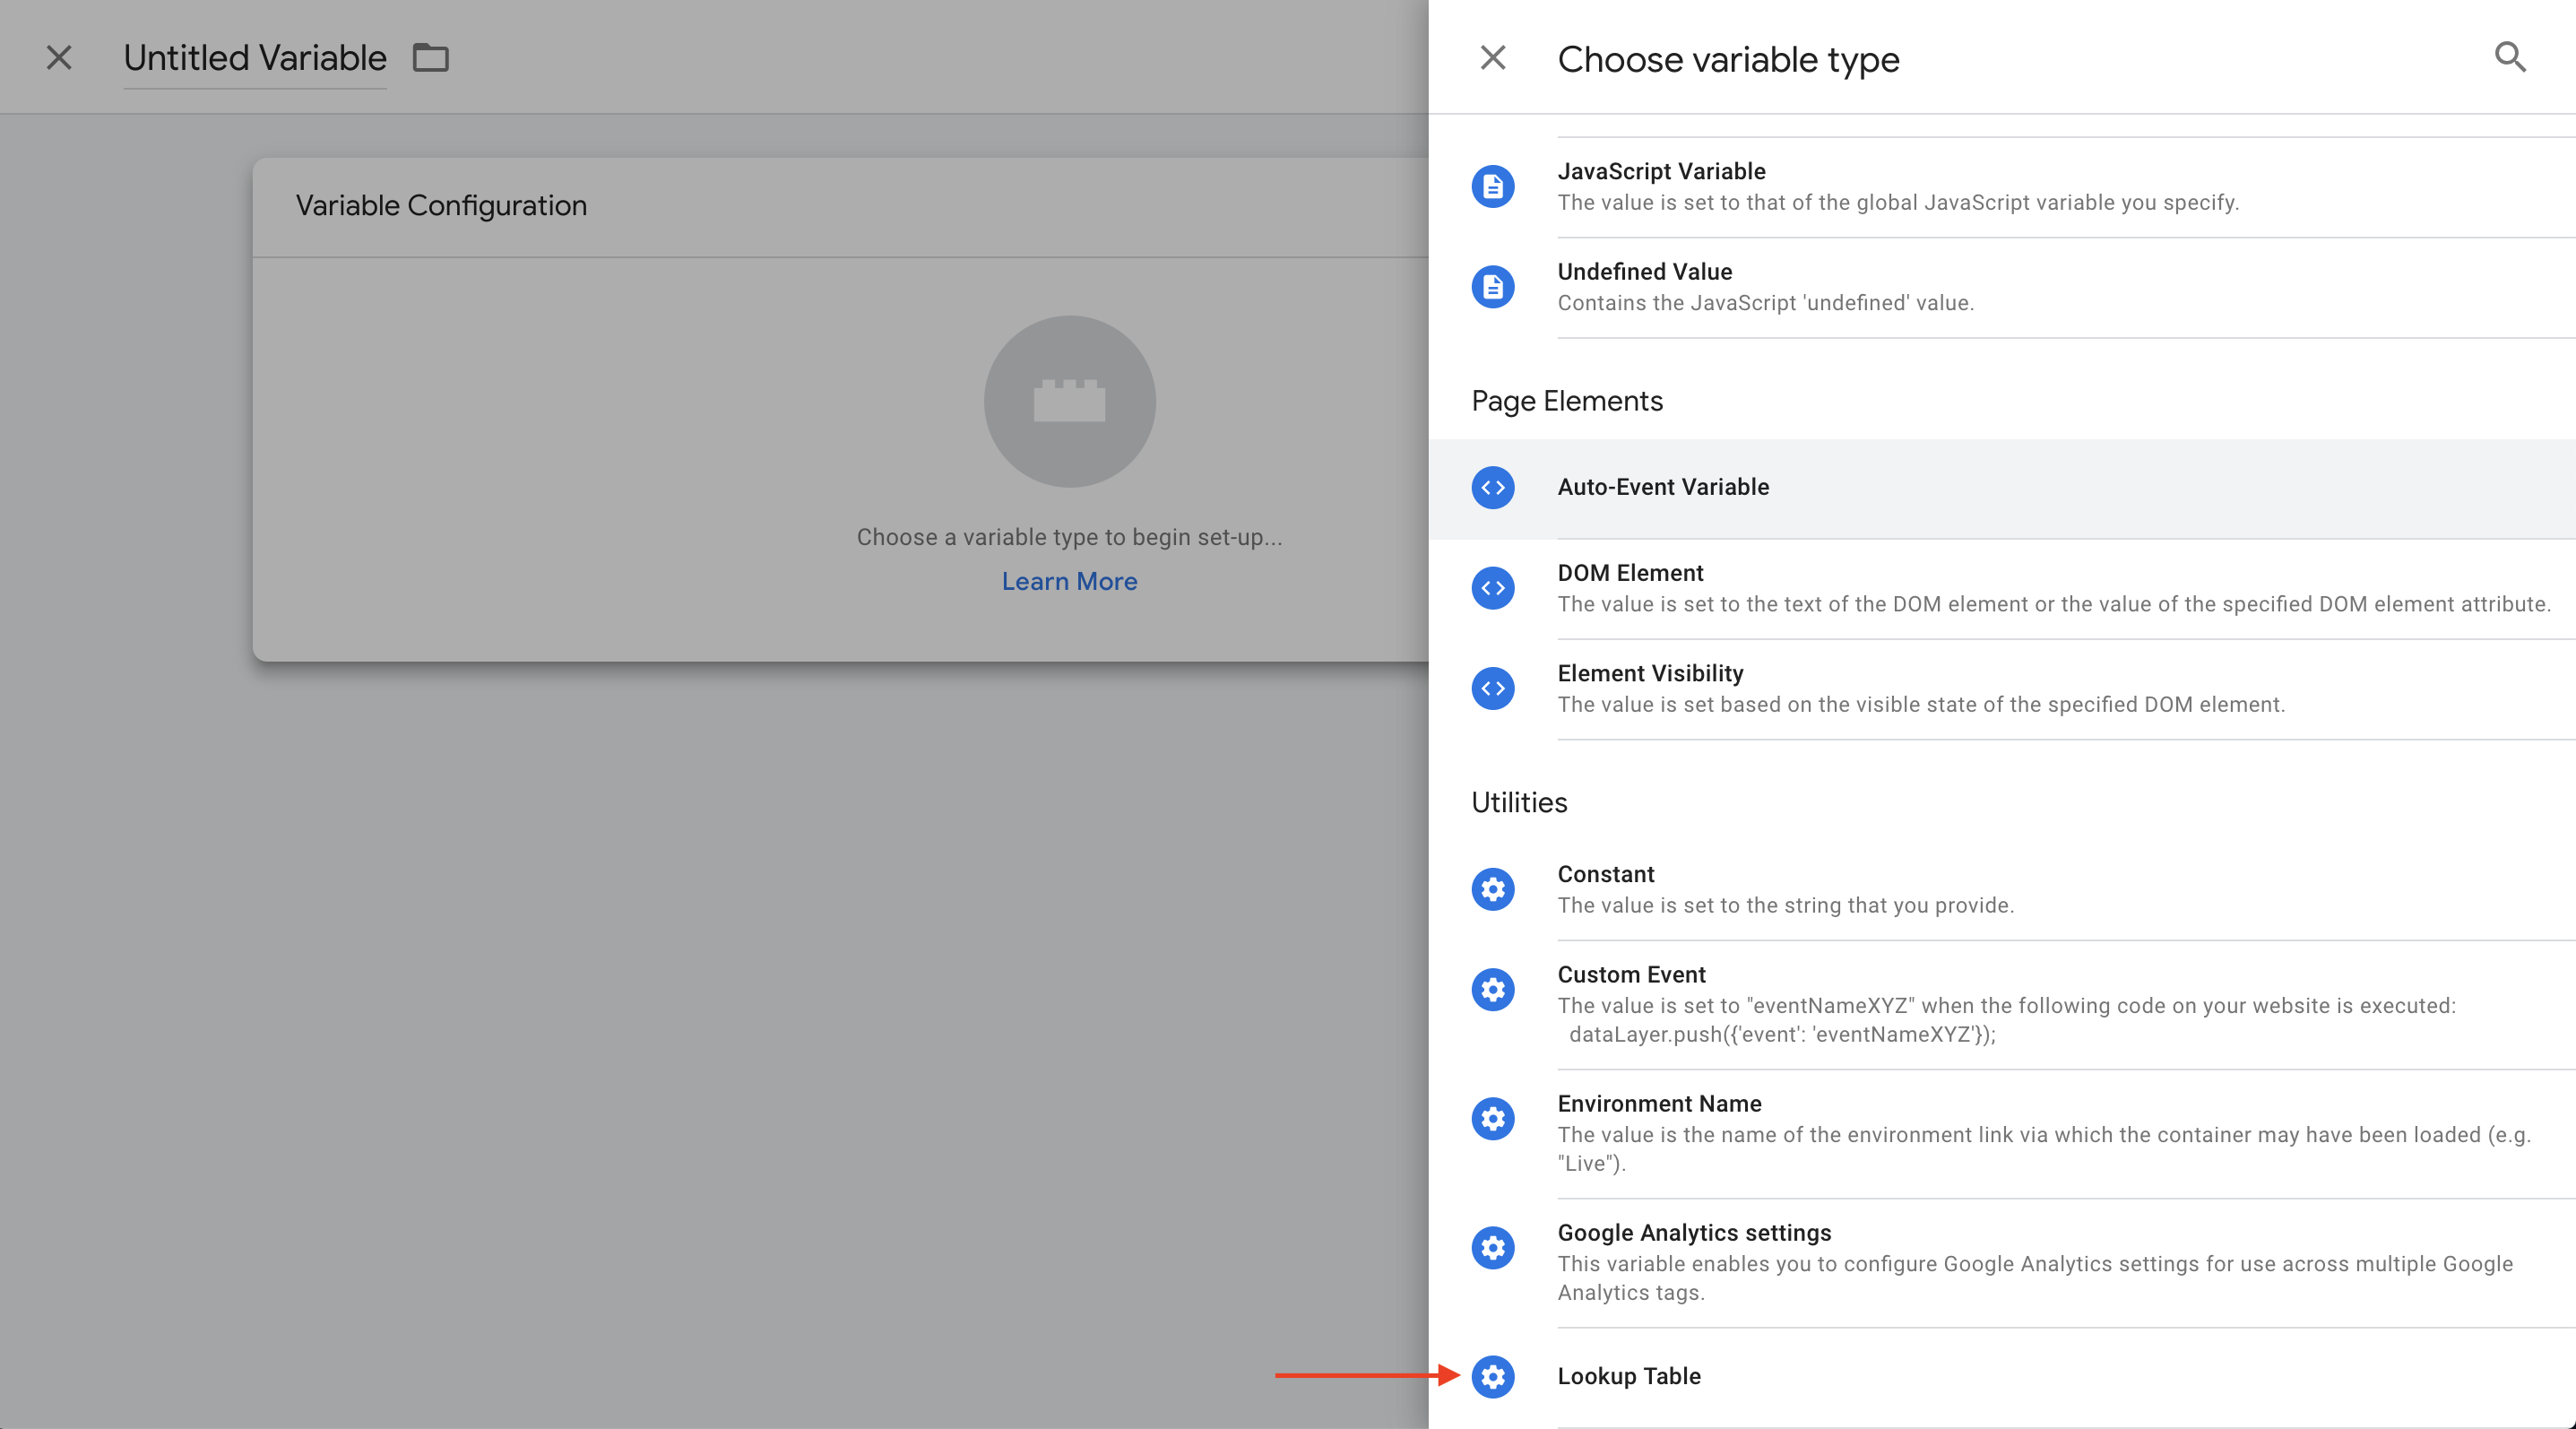 Untitled Variable
Variable Configuration
Choose a variable type to begin set-up...
Learn More
Choose variable type
JavaScript Variable
The value is set to that of the global JavaScript variable you specify.
Undefined Value
Contains the JavaScript 'undefined' value.
Page Elements
Auto-Event Variable
DOM Element
The value is set to the text of the DOM element or the value of the specified DOM element attribute.
Element Visibility
The value is set based on the visible state of the specified DOM element.
Utilities
Constant
The value is set to the string that you provide.
Custom Event
The value is set to "eventNameXYZ" when the following code on your website is executed:
dataLayer.push({'event': 'eventNameXYZ'});
Environment Name
The value is the name of the environment link via which the container may have been loaded (e.g.
"Live").
Google Analytics settings
This variable enables you to configure Google Analytics settings for use across multiple Google
Analytics tags.
Lookup Table